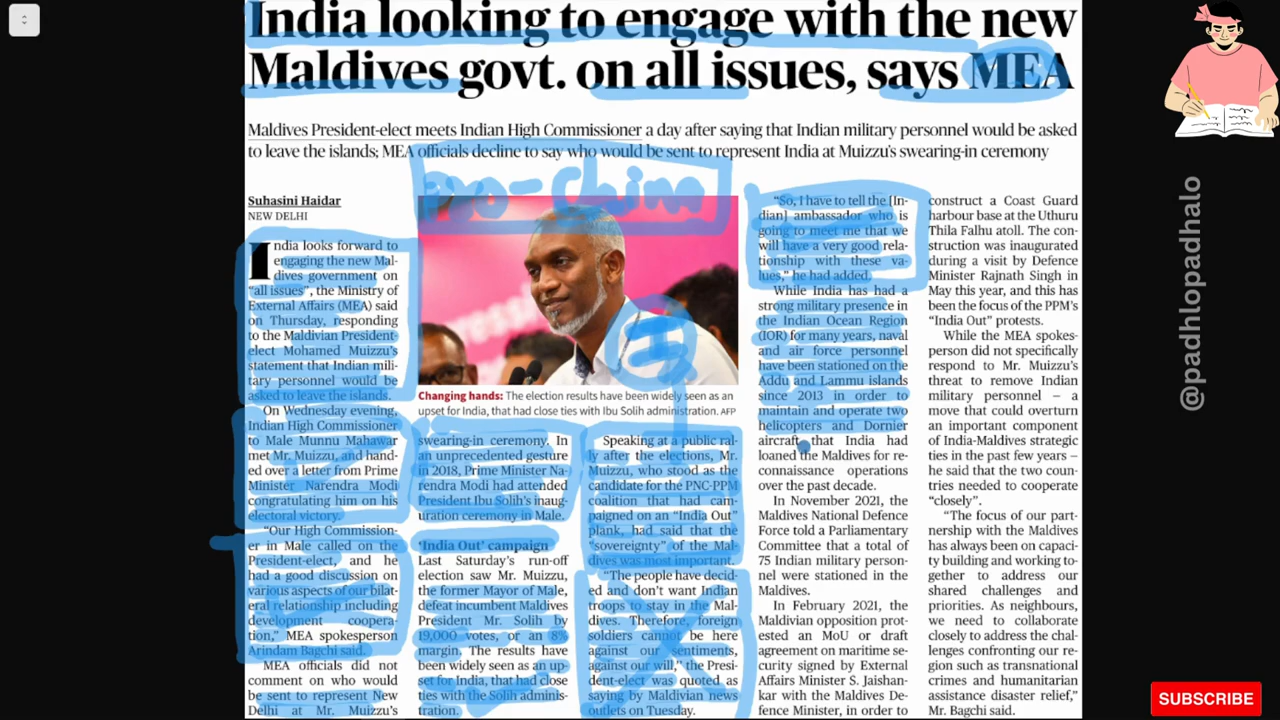 India looking to engage with the new
Maldives govt. on all issues, says MEA
Maldives President-elect meets Indian High Commissioner a day after saying that Indian military personnel would be asked
to leave the islands; MEA officials decline to say who would be sent to represent India at Muizzu's swearing-in ceremony
Suhasini Haidar
NEW DELHI
India looks forward to
engaging the new Mal-
dives government on
"all issues", the Ministry of
External Affairs (MEA) said
on Thursday, responding
to the Maldivian President-
elect Mohamed Muizzu's
statement that Indian mili-
tary personnel would be
asked to leave the islands.
On Wednesday evening,
Indian High Commissioner
to Male Munnu Mahawar
met Mr. Muizzu, and hand-
ed over a letter from Prime
Minister Narendra Modi
congratulating him on his
electoral victory.
"Our High Commission-
er in Male called on the
President-elect, and he
had a good discussion on
various aspects of our bilat-
eral relationship including
development coopera-
tion," MEA spokesperson
Arindam Bagchi said.
MEA officials did not
comment on who would
be sent to represent New
Delhi at Mr. Muizzu's
pro-China
Changing hands: The election results have been widely seen as an
upset for India, that had close ties with Ibu Solih administration. AFP
swearing-in ceremony. In
an unprecedented gesture
in 2018, Prime Minister Na-
rendra Modi had attended
President Ibu Solih's inaug-
uration ceremony in Male.
'India Out' campaign
Last Saturday's run-off
election saw Mr. Muizzu,
the former Mayor of Male,
defeat incumbent Maldives
President Mr. Solih by
19,000 votes, or an 8%
margin. The results have
been widely seen as an up-
set for India, that had close
ties with the Solih adminis-
tration.
Speaking at a public ral-
ly after the elections, Mr.
Muizzu, who stood as the
candidate for the PNC-PPM
coalition that had cam-
paigned on an "India Out"
plank, had said that the
"sovereignty" of the Mal-
dives was most important.
"The people have decid-
ed and don't want Indian
troops to stay in the Mal-
dives. Therefore, foreign
soldiers cannot be here
against our sentiments,
against our will," the Presi-
dent-elect was quoted as
saying by Maldivian news
outlets on Tuesday.
"So, I have to tell the [In-
dian] ambassador who is
going to meet me that we
will have a very good rela-
tionship with these va-
lues," he had added.
While India has had a
strong military presence in
the Indian Ocean Region
(IOR) for many years, naval
and air force personnel
have been stationed on the
Addu and Lammu islands
since 2013 in order to
maintain and operate two
helicopters and Dornier
aircraft that India had
loaned the Maldives for re-
connaissance operations
over the past decade.
In November 2021, the
Maldives National Defence
Force told a Parliamentary
Committee that a total of
75 Indian military person-
nel were stationed in the
Maldives.
In February 2021, the
Maldivian opposition prot-
ested an MoU or draft
agreement on maritime se-
curity signed by External
Affairs Minister S. Jaishan-
kar with the Maldives De-
fence Minister, in order to
construct a Coast Guard
harbour base at the Uthuru
Thila Falhu atoll. The con-
struction was inaugurated
during a visit by Defence
Minister Rajnath Singh in
May this year, and this has
been the focus of the PPM's
"India Out" protests.
While the MEA spokes-
person did not specifically
respond to Mr. Muizzu's
threat to remove Indian
military personnel – a
move that could overturn
an important component
of India-Maldives strategic
ties in the past few years –
he said that the two coun-
tries needed to cooperate
"closely".
"The focus of our part-
nership with the Maldives
has always been on capaci-
ty building and working to-
gether to address our
shared challenges and
priorities. As neighbours,
we need to collaborate
closely to address the chal-
lenges confronting our re-
gion such as transnational
crimes and humanitarian
assistance disaster relief,"
Mr. Bagchi said.
@padhlopadhalo
SUBSCRIBE